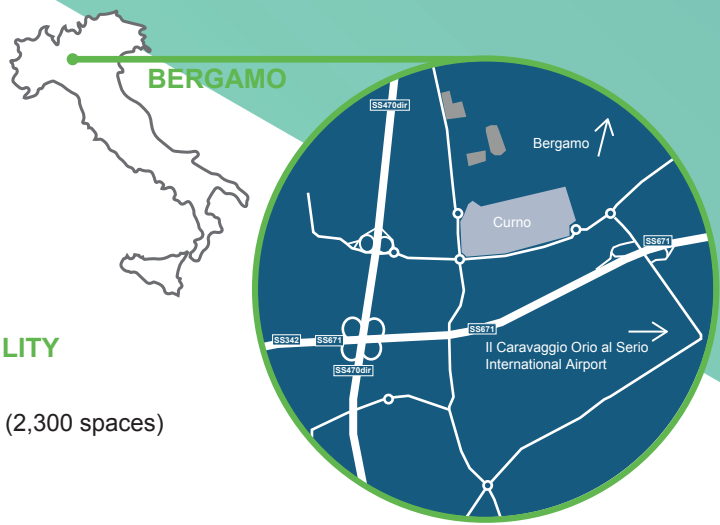 BERGAMO
SS470dir
Bergamo
Curno
SS671
SS671
SS342
SS671
SS470dir
Il Caravaggio Orio al Serio
International Airport
LITY
(2,300 spaces)